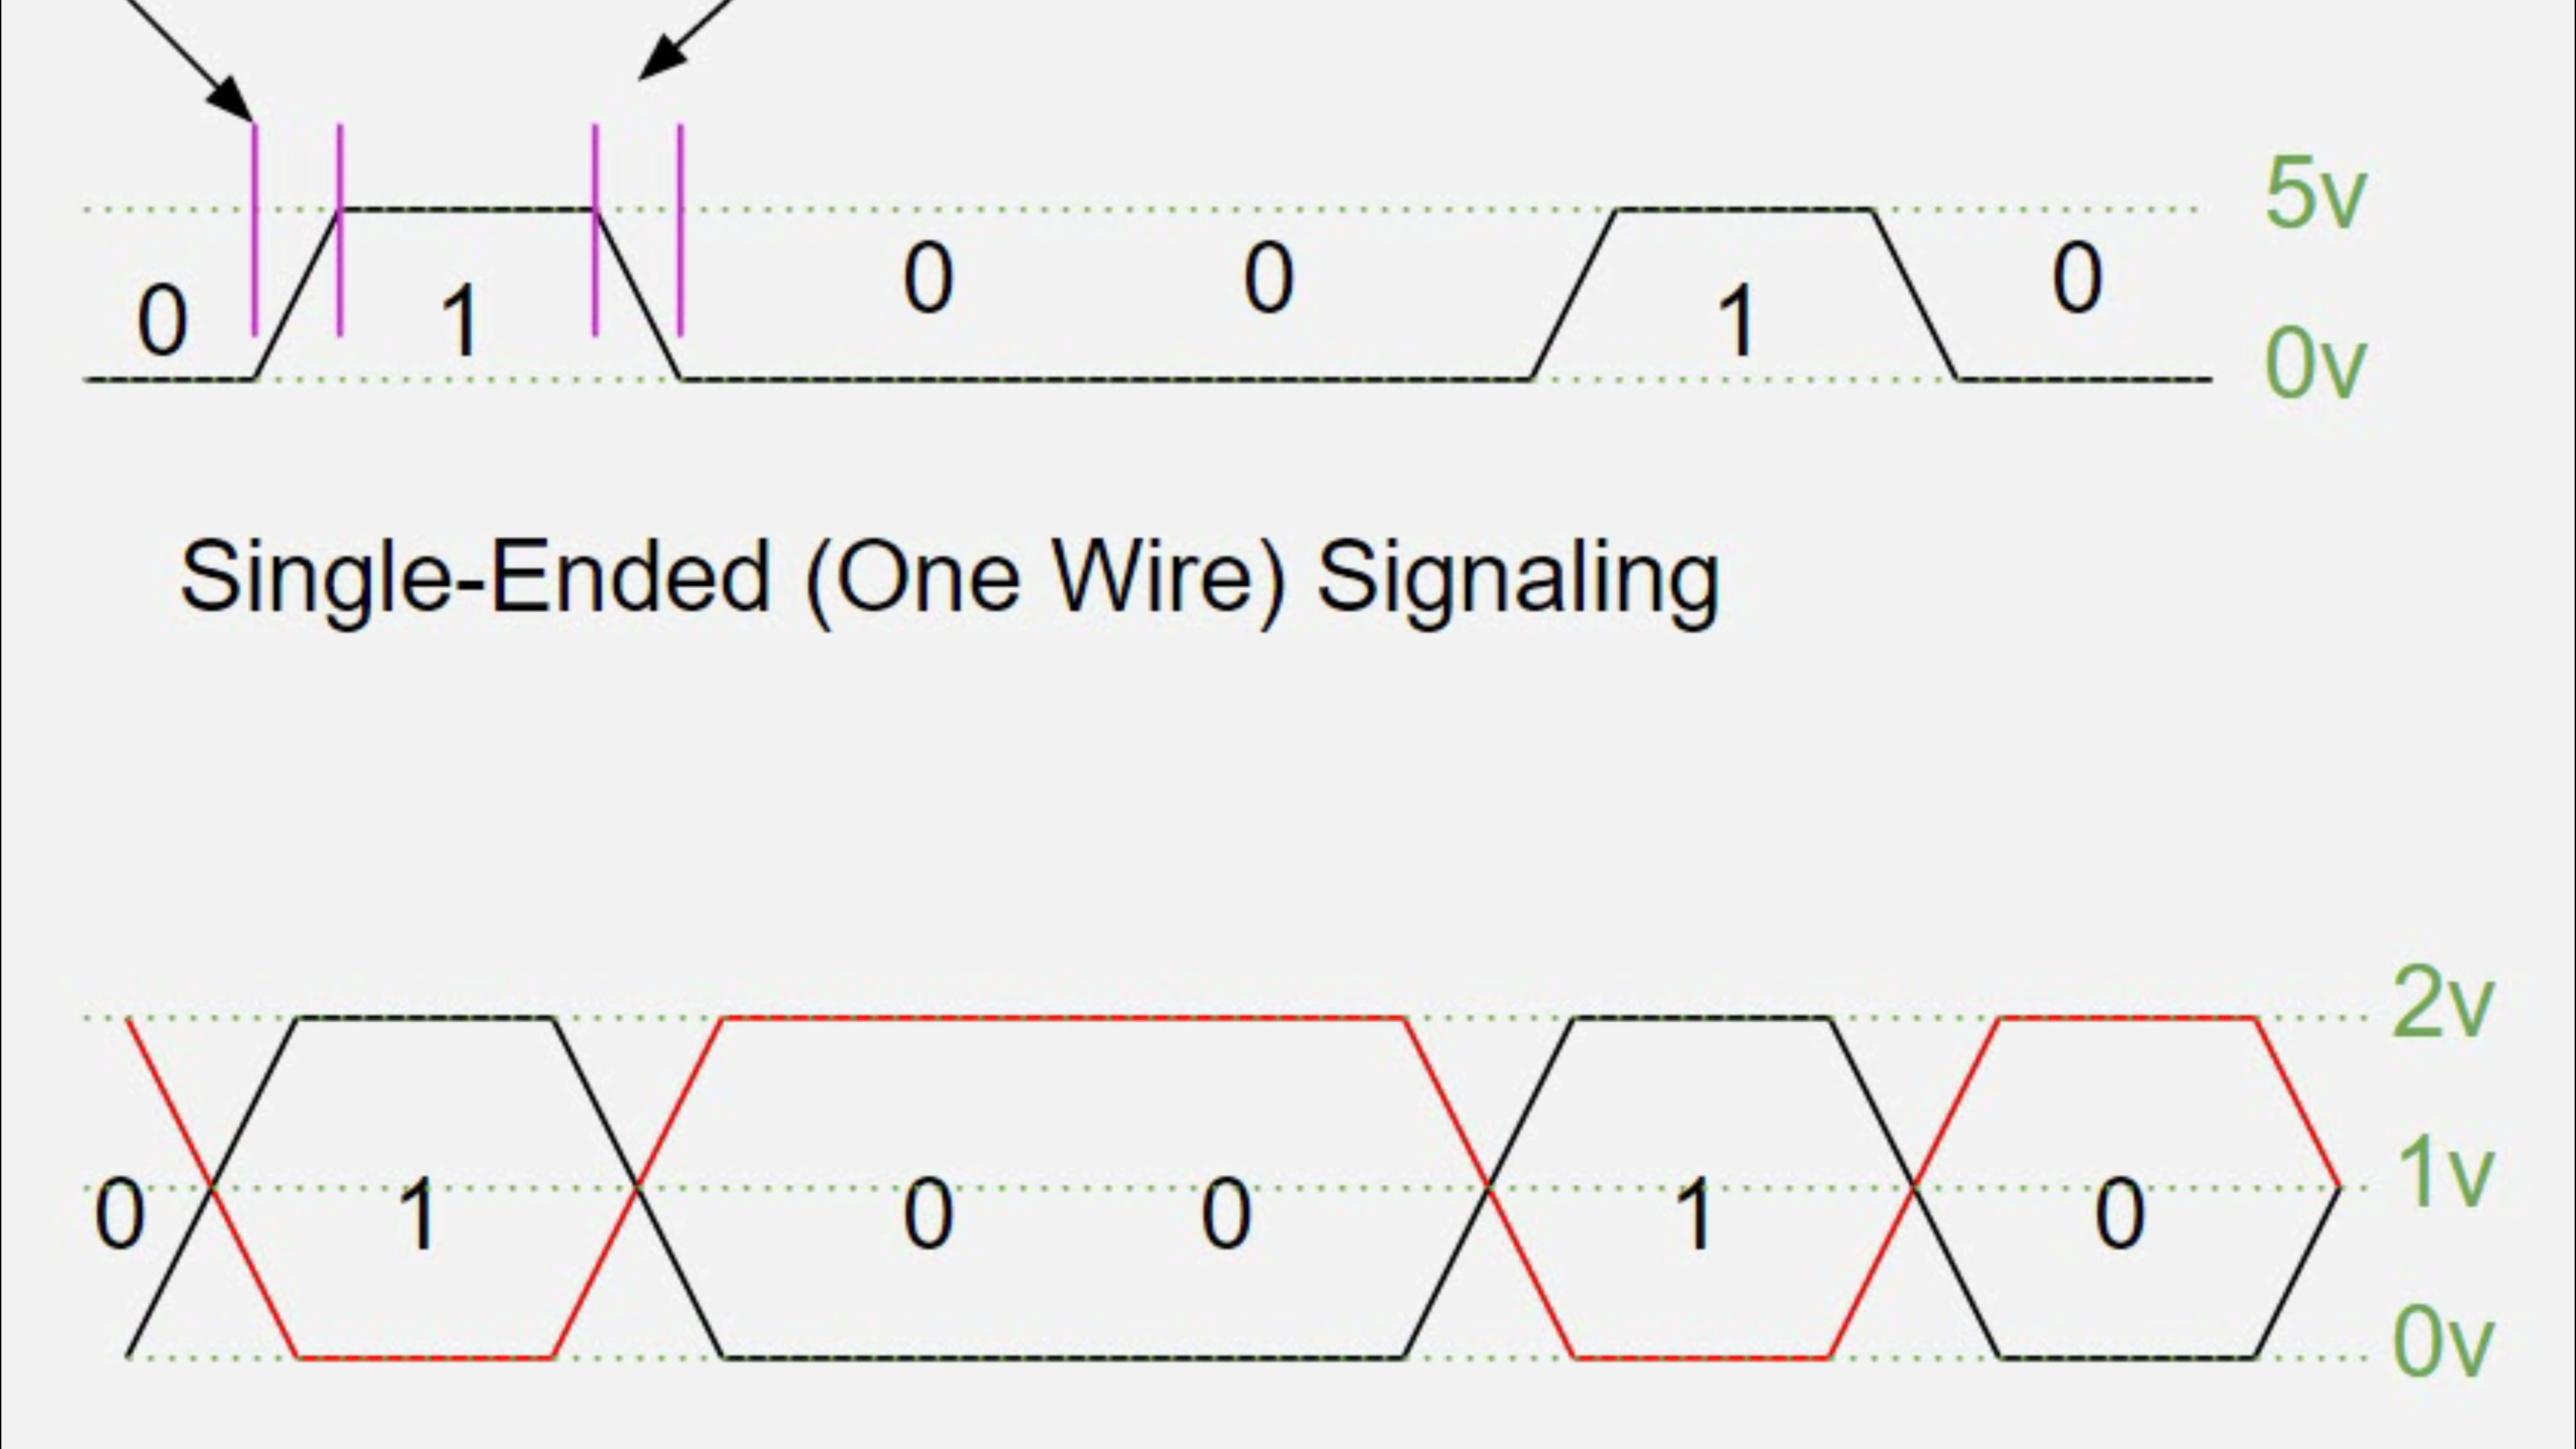 5v
0 1 0 0 1 0
0v
Single-Ended (One Wire) Signaling
2v
0 1 0 0 1 0 1v
0v